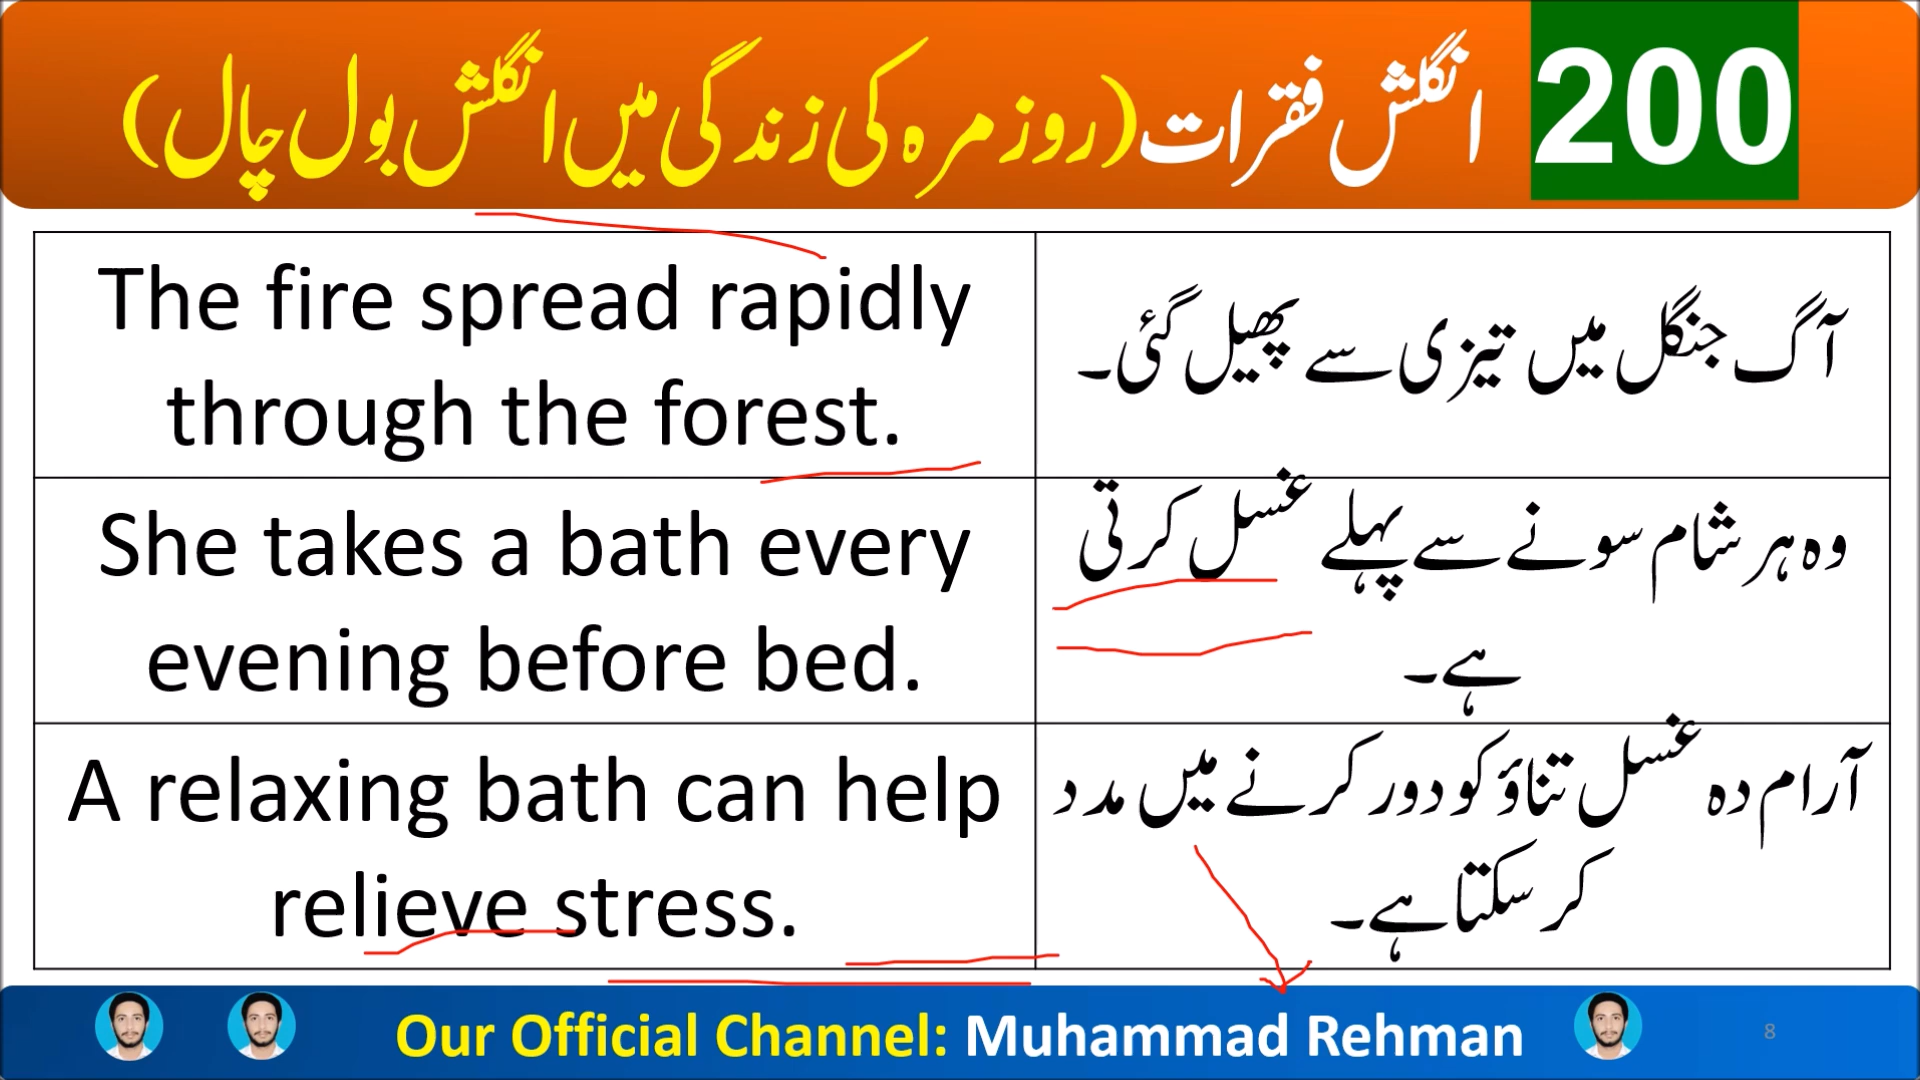 200 انگلش فقرات (روزمرہ کی زندگی میں انگلش بول چال)
The fire spread rapidly
through the forest.
آگ جنگل میں تیزی سے پھیل گئی۔
She takes a bath every
evening before bed.
وہ ہر شام سونے سے پہلے غسل کرتی
ہے۔
A relaxing bath can help
relieve stress.
آرام دہ غسل تناؤ کو دور کرنے میں مدد
کر سکتا ہے۔
Our Official Channel: Muhammad Rehman
8